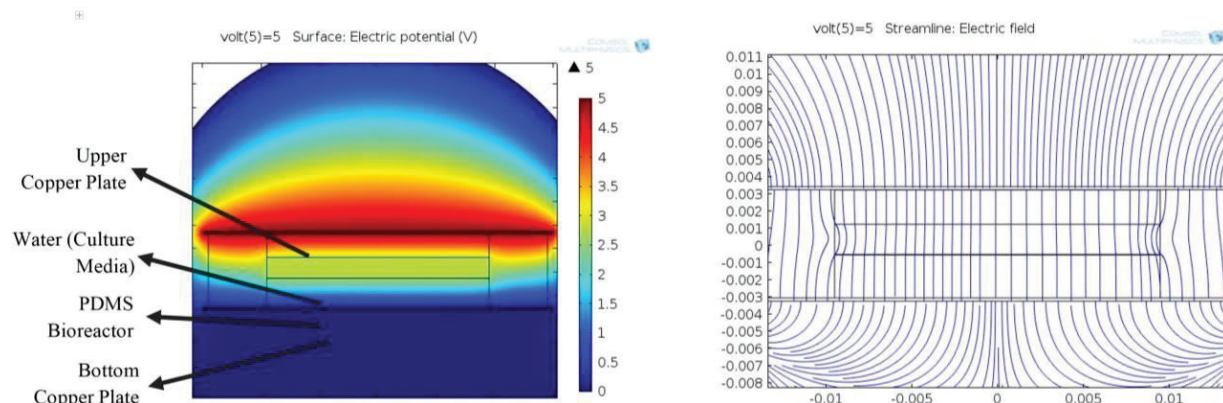 volt(5)=5 Surface: Electric potential (V)
COMSOL
MULTIPHYSICS
▲ 5
5
4.5
4
3.5
3
2.5
2
1.5
1
0.5
0
Upper
Copper Plate
Water (Culture
Media)
PDMS
Bioreactor
Bottom
Copper Plate
volt(5)=5 Streamline: Electric field
COMSOL
MULTIPHYSICS
0.011
0.01
0.009
0.008
0.007
0.006
0.005
0.004
0.003
0.002
0.001
0
-0.001
-0.002
-0.003
-0.004
-0.005
-0.006
-0.007
-0.008
-0.01
-0.005
0
0.005
0.01